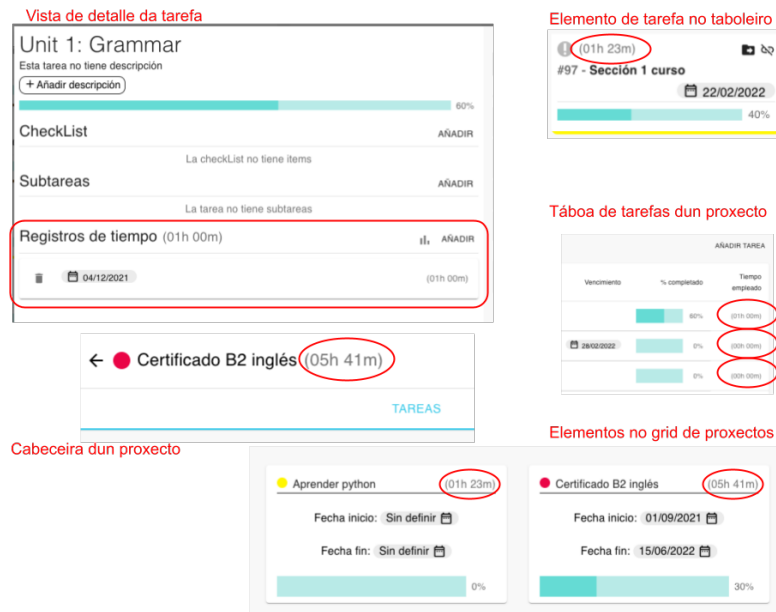 Vista de detalle da tarefa
Unit 1: Grammar
Esta tarea no tiene descripción
+ Añadir descripción
60%
CheckList AÑADIR
La checkList no tiene items
Subtareas AÑADIR
La tarea no tiene subtareas
Registros de tiempo (01h 00m) AÑADIR
04/12/2021 (01h 00m)
Elemento de tarefa no taboleiro
(01h 23m)
#97 - Sección 1 curso
22/02/2022
40%
Táboa de tarefas dun proxecto
AÑADIR TAREA
Vencimiento % completado Tiempo
empleado
60% (01h 00m)
28/02/2022 0% (00h 00m)
0% (00h 00m)
Certificado B2 inglés (05h 41m)
TAREAS
Cabeceira dun proxecto
Elementos no grid de proxectos
Aprender python (01h 23m)
Fecha inicio: Sin definir
Fecha fin: Sin definir
0%
Certificado B2 inglés (05h 41m)
Fecha inicio: 01/09/2021
Fecha fin: 15/06/2022
30%